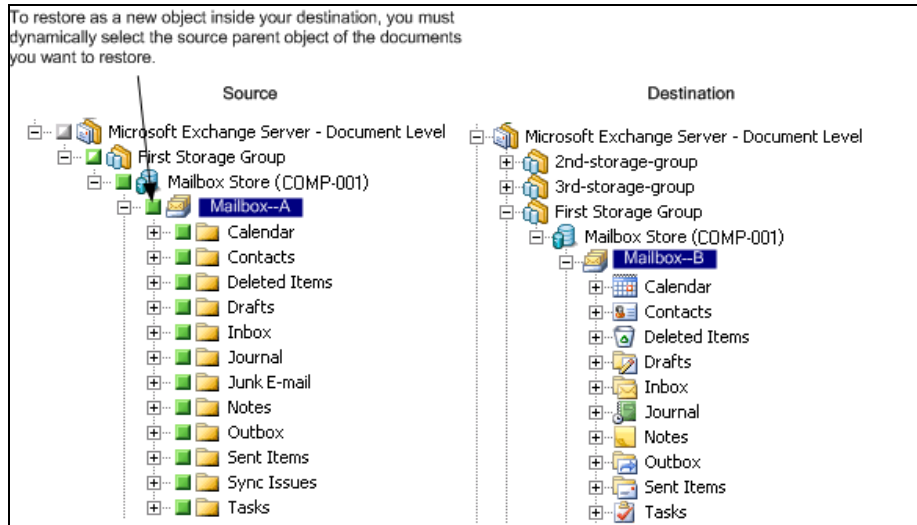 To restore as a new object inside your destination, you must
dynamically select the source parent object of the documents
you want to restore.
Source
Microsoft Exchange Server - Document Level
First Storage Group
Mailbox Store (COMP-001)
Mailbox--A
Calendar
Contacts
Deleted Items
Drafts
Inbox
Journal
Junk E-mail
Notes
Outbox
Sent Items
Sync Issues
Tasks
Destination
Microsoft Exchange Server - Document Level
2nd-storage-group
3rd-storage-group
First Storage Group
Mailbox Store (COMP-001)
Mailbox--B
Calendar
Contacts
Deleted Items
Drafts
Inbox
Journal
Notes
Outbox
Sent Items
Tasks